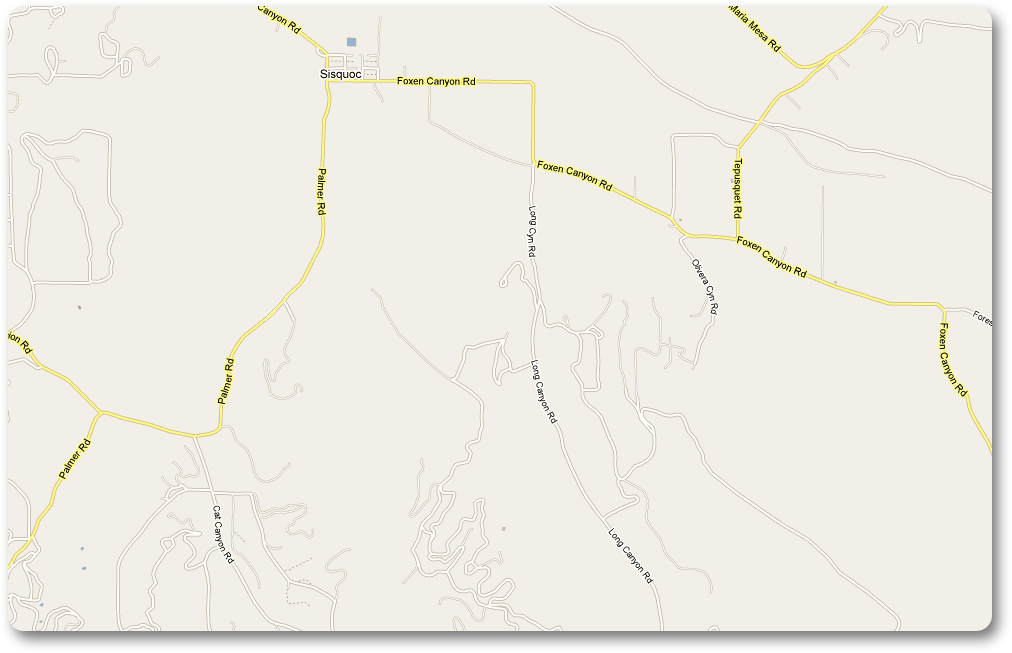 Canyon Rd
Maria Mesa Rd
Sisquoc
Foxen Canyon Rd
Foxen Canyon Rd
Palmer Rd
Tepusquet Rd
Long Cyn Rd
Foxen Canyon Rd
Olivera Cyn Rd
Fores
on Rd
Foxen Canyon Rd
Palmer Rd
Long Canyon Rd
Palmer Rd
Cat Canyon Rd
Long Canyon Rd